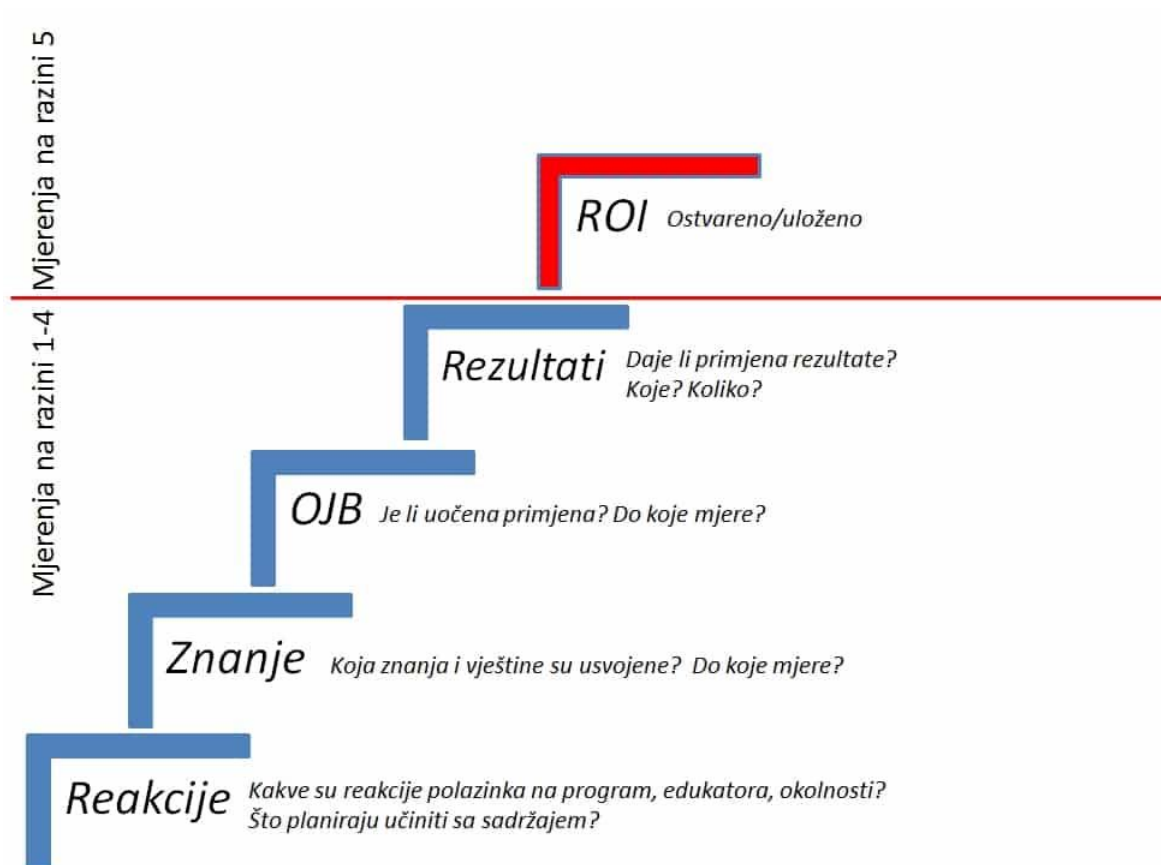 Mjerenja na razini 5
ROI Ostvareno/uloženo
Mjerenja na razini 1-4
Rezultati Daje li primjena rezultate?
Koje? Koliko?
OJB Je li uočena primjena? Do koje mjere?
Znanje Koja znanja i vještine su usvojene? Do koje mjere?
Reakcije Kakve su reakcije polazinka na program, edukatora, okolnosti?
Što planiraju učiniti sa sadržajem?